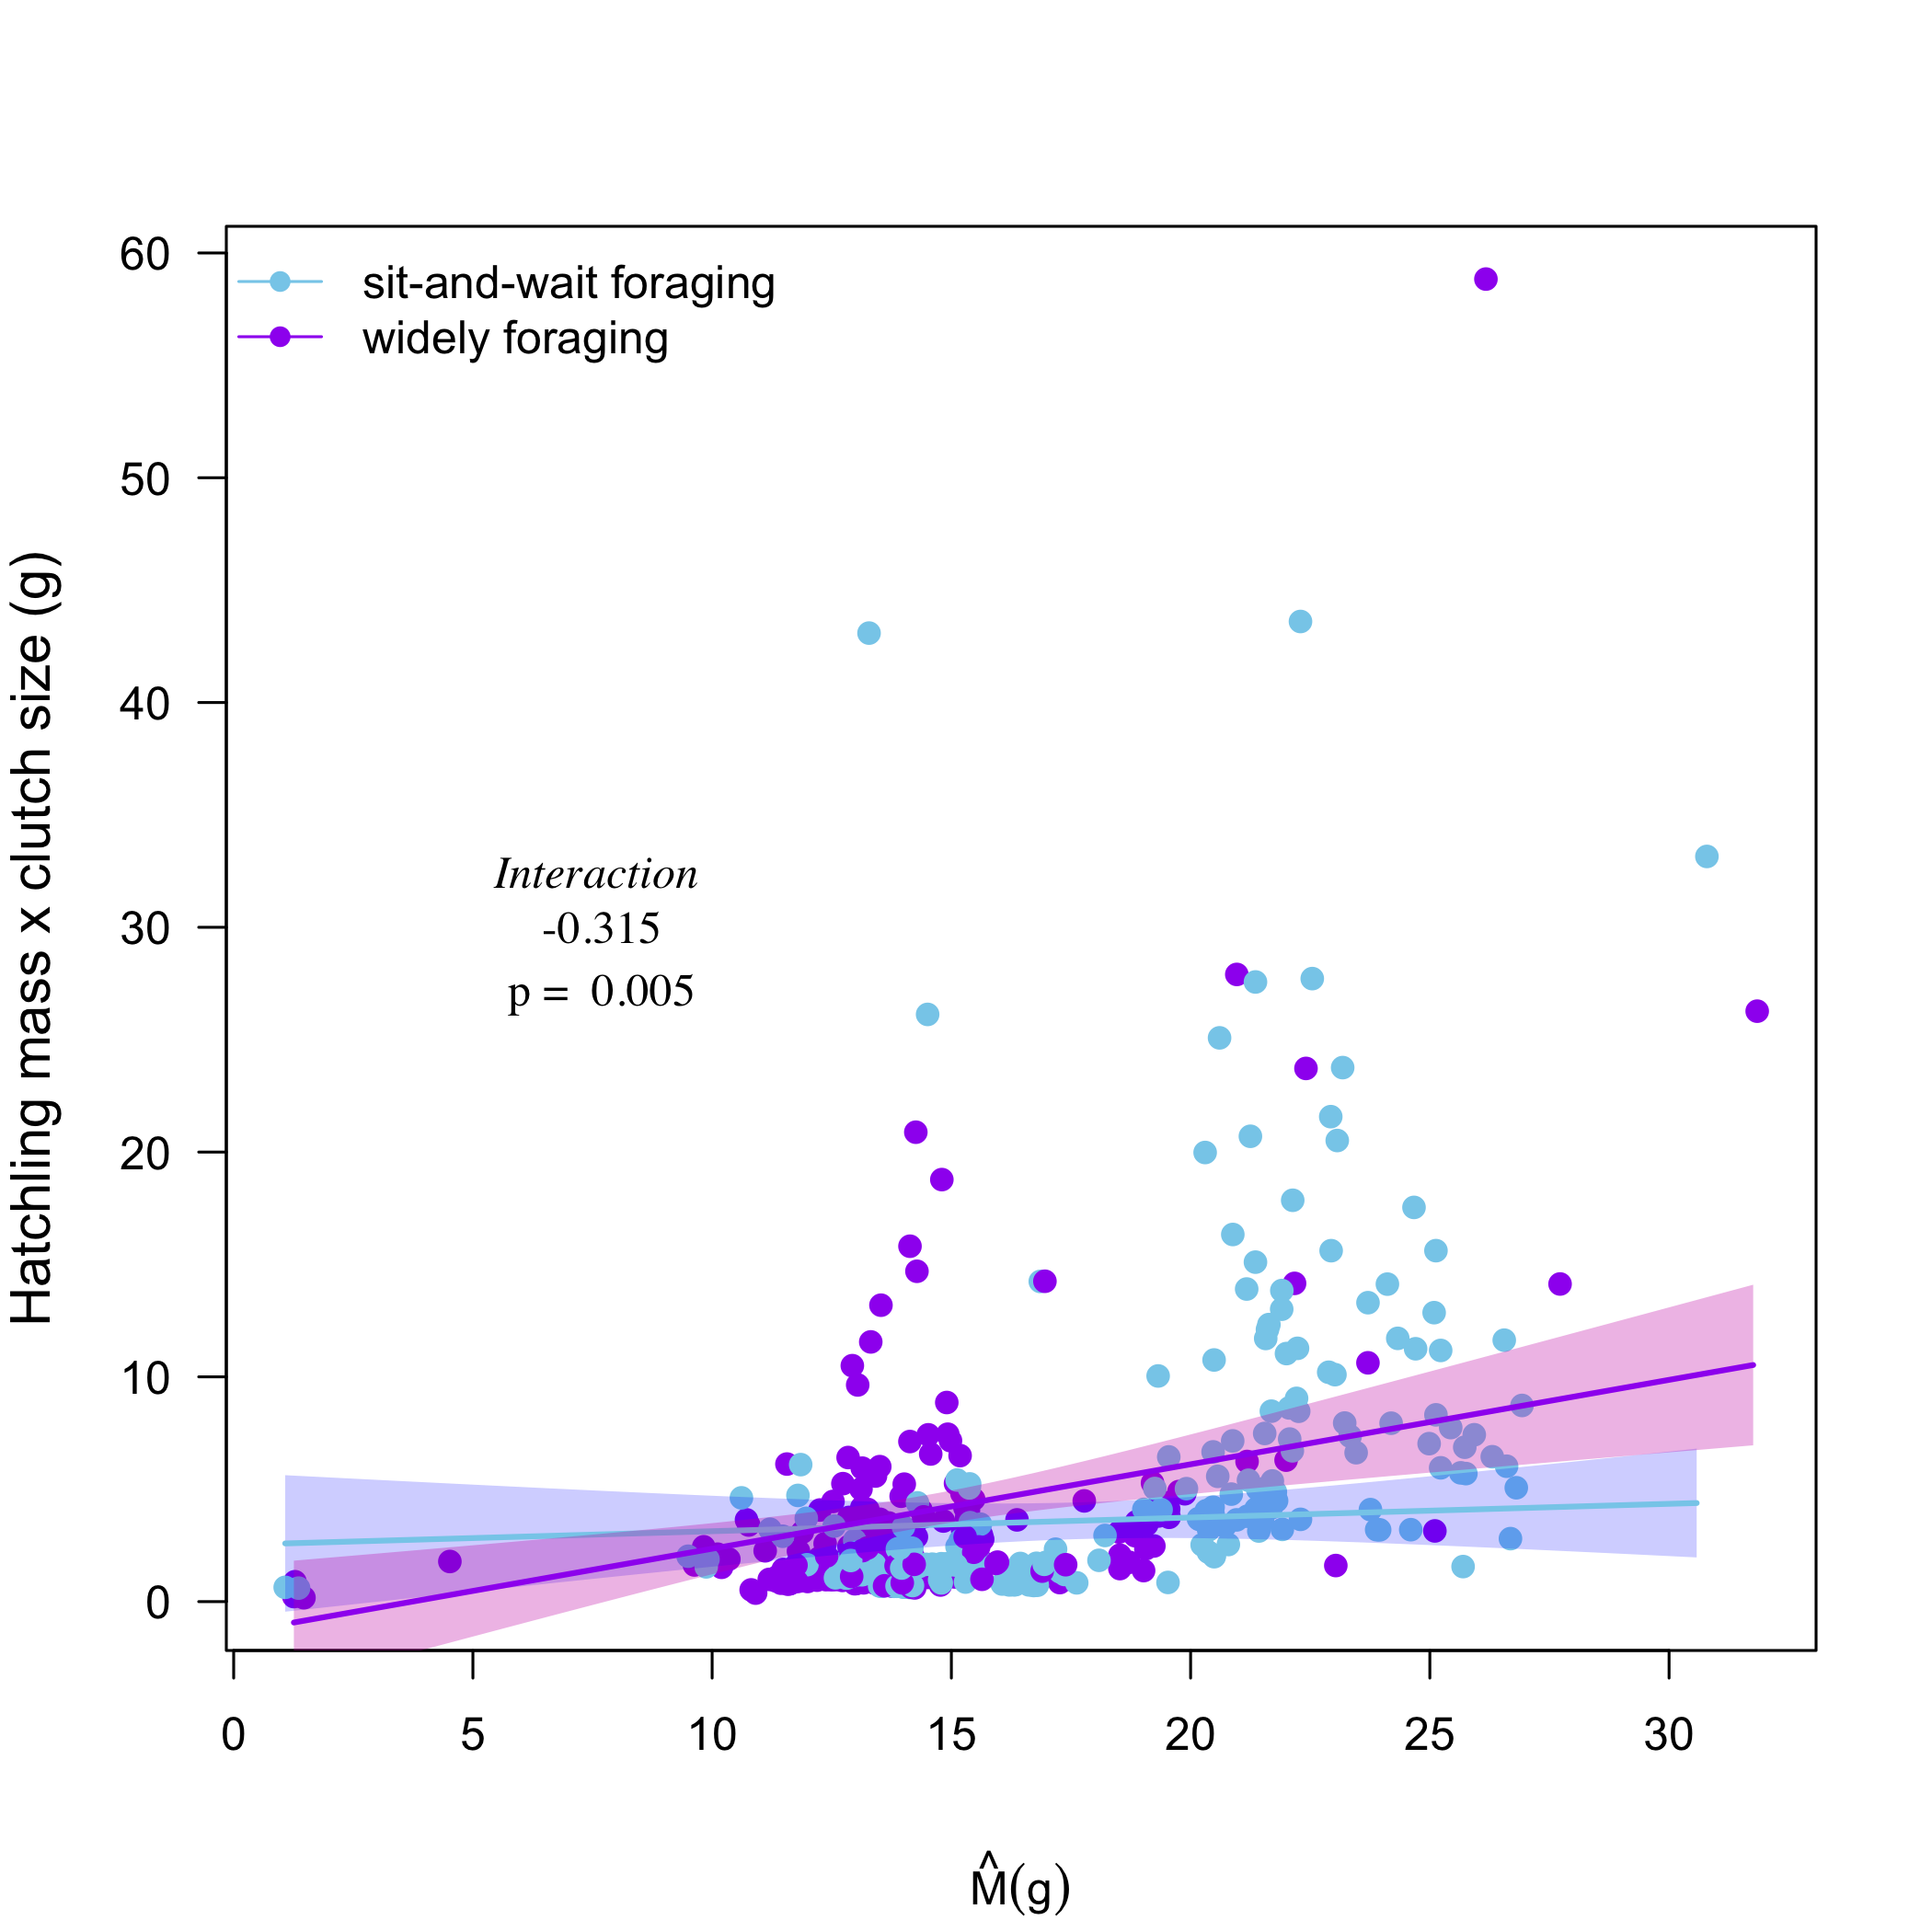 60
50
40
30
20
10
0
Hatchling mass x clutch size (g)
sit-and-wait foraging
widely foraging
Interaction
-0.315
p = 0.005
0 5 10 15 20 25 30
M̂(g)